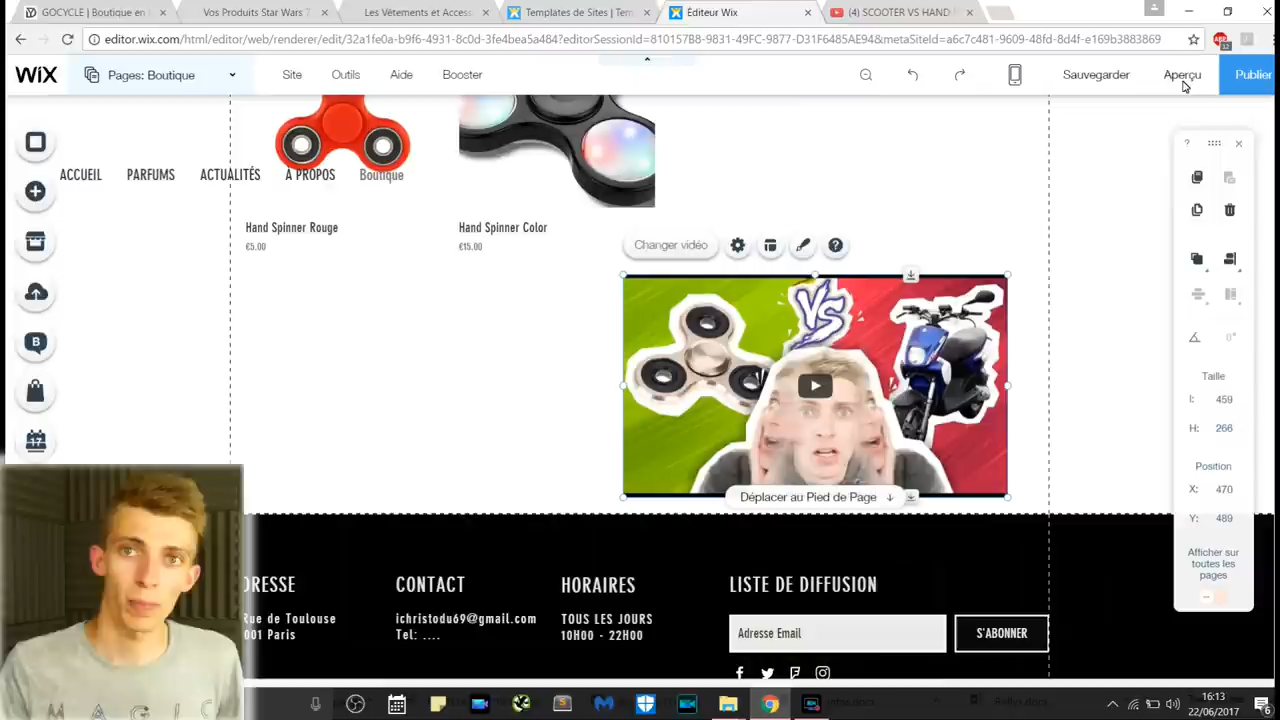 GOCYCLE | Boutique en l
Vos Produits Star Wars 7
Les Vêtements et Access
Templates de Sites | Tem
Éditeur Wix
(4) SCOOTER VS HAND
editor.wix.com/html/editor/web/renderer/edit/32a1fe0a-b9f6-4931-8c0d-3fe4bea5a484?editorSessionId=810157B8-9831-49FC-9877-D31F6485AE94&metaSiteId=a6c7c481-9609-48fd-8d4f-e169b3883869
WiX
Pages: Boutique
Site
Outils
Aide
Booster
Sauvegarder
Aperçu
Publier
ACCUEIL
PARFUMS
ACTUALITÉS
À PROPOS
Boutique
Hand Spinner Rouge
€5.00
Hand Spinner Color
€15.00
Changer vidéo
VS
Déplacer au Pied de Page
0°
Taille
l: 459
H: 266
Position
X: 470
Y: 489
Afficher sur
toutes les
pages
DRESSE
Rue de Toulouse
001 Paris
CONTACT
ichristodu69@gmail.com
Tel: ....
HORAIRES
TOUS LES JOURS
10H00 - 22H00
LISTE DE DIFFUSION
Adresse Email
S'ABONNER
16:13
22/06/2017